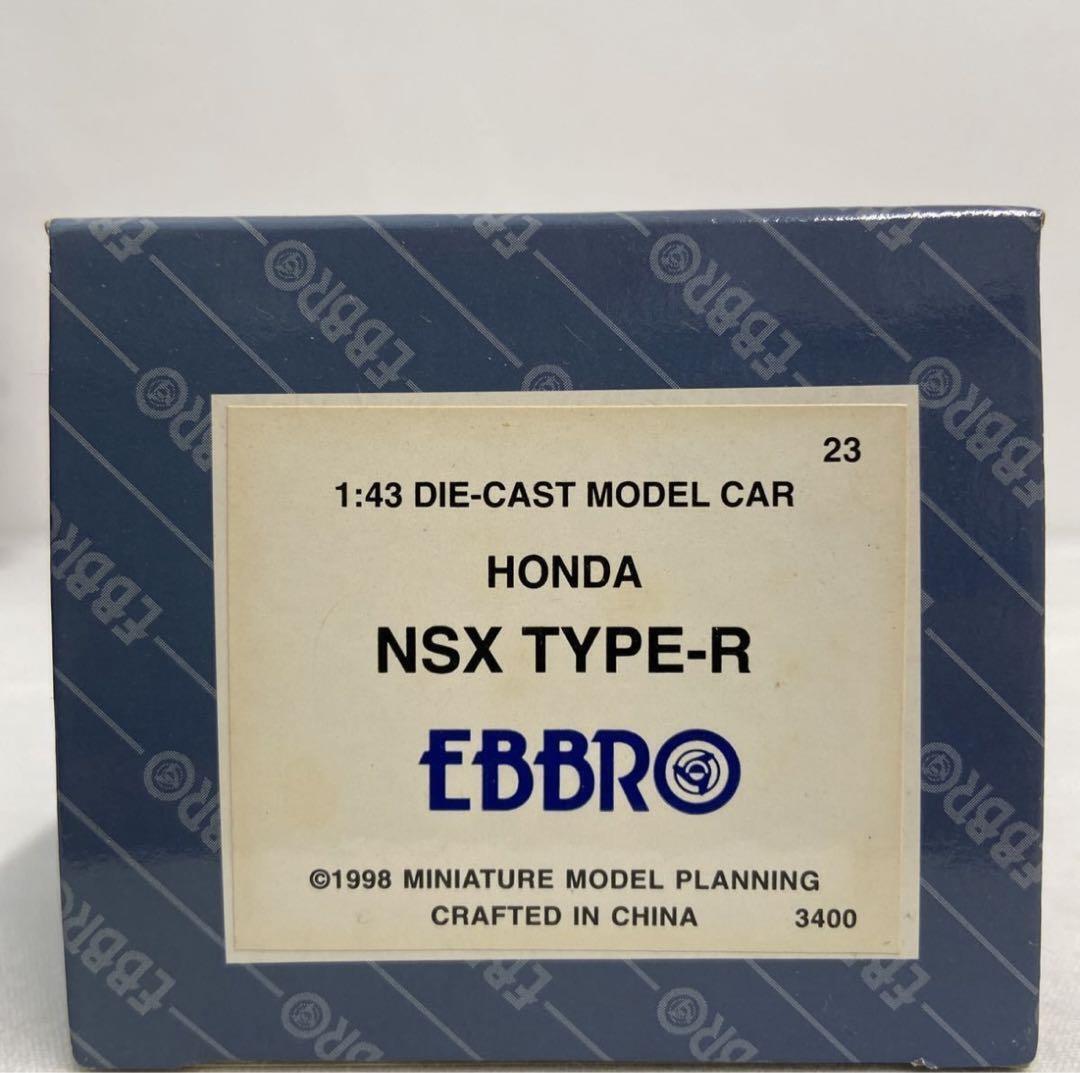 23
1:43 DIE-CAST MODEL CAR
HONDA
NSX TYPE-R
EBBRO
©1998 MINIATURE MODEL PLANNING
CRAFTED IN CHINA 3400